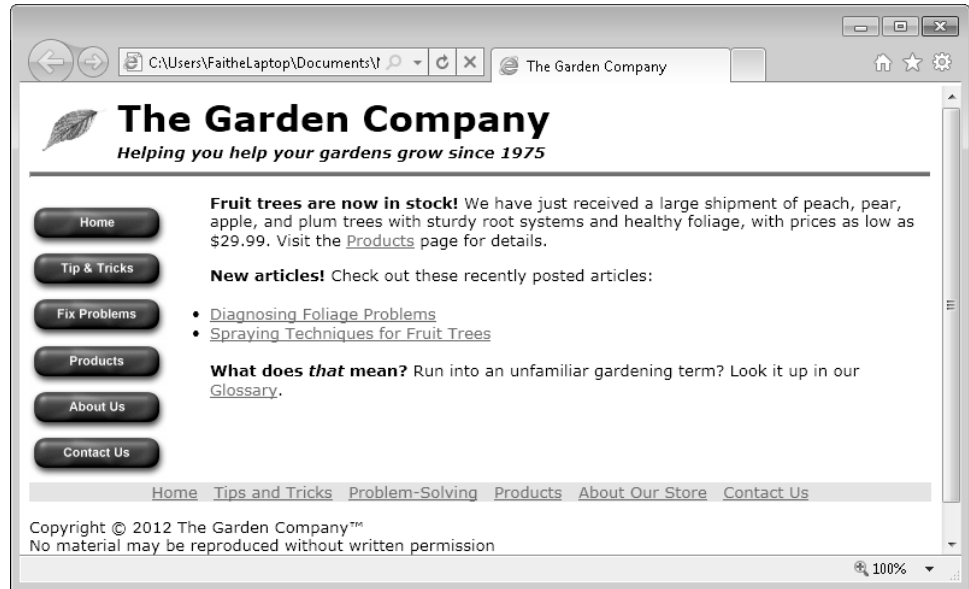 C:\Users\FaitheLaptop\Documents\
The Garden Company
The Garden Company
Helping you help your gardens grow since 1975
Home
Tip & Tricks
Fix Problems
Products
About Us
Contact Us
Fruit trees are now in stock! We have just received a large shipment of peach, pear,
apple, and plum trees with sturdy root systems and healthy foliage, with prices as low as
$29.99. Visit the Products page for details.
New articles! Check out these recently posted articles:
• Diagnosing Foliage Problems
• Spraying Techniques for Fruit Trees
What does that mean? Run into an unfamiliar gardening term? Look it up in our
Glossary.
Home Tips and Tricks Problem-Solving Products About Our Store Contact Us
Copyright © 2012 The Garden Company™
No material may be reproduced without written permission
100%